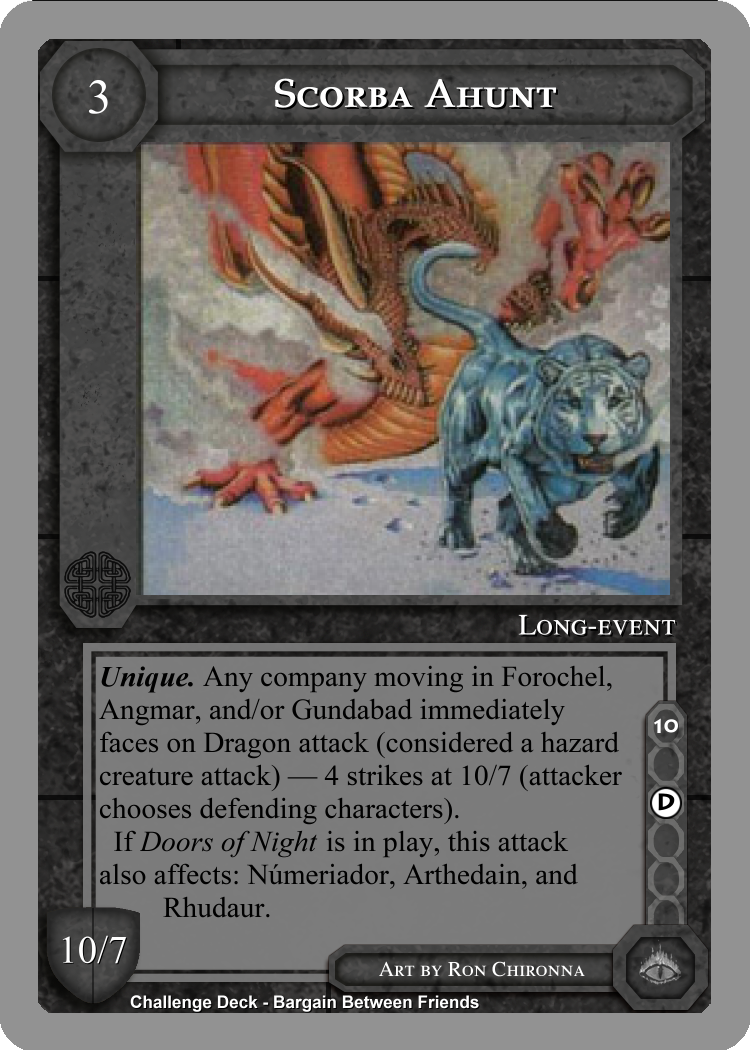 3
Scorba Ahunt
Long-event
Unique. Any company moving in Forochel,
Angmar, and/or Gundabad immediately
faces on Dragon attack (considered a hazard
creature attack) — 4 strikes at 10/7 (attacker
chooses defending characters).
If Doors of Night is in play, this attack
also affects: Númeriador, Arthedain, and
Rhudaur.
10
D
10/7
Art by Ron Chironna
Challenge Deck - Bargain Between Friends